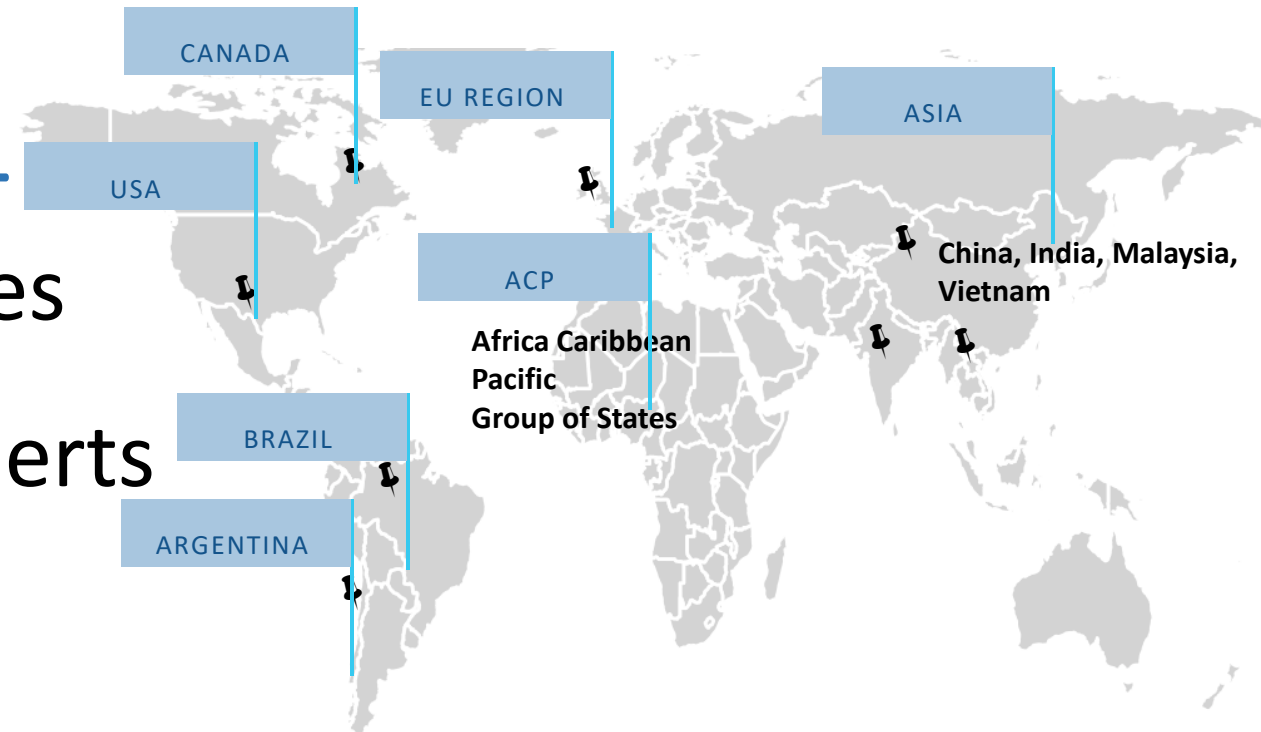 CANADA
EU REGION
ASIA
USA
ACP
China, India, Malaysia,
Vietnam
es
Africa Caribbean
Pacific
Group of States
BRAZIL
erts
ARGENTINA